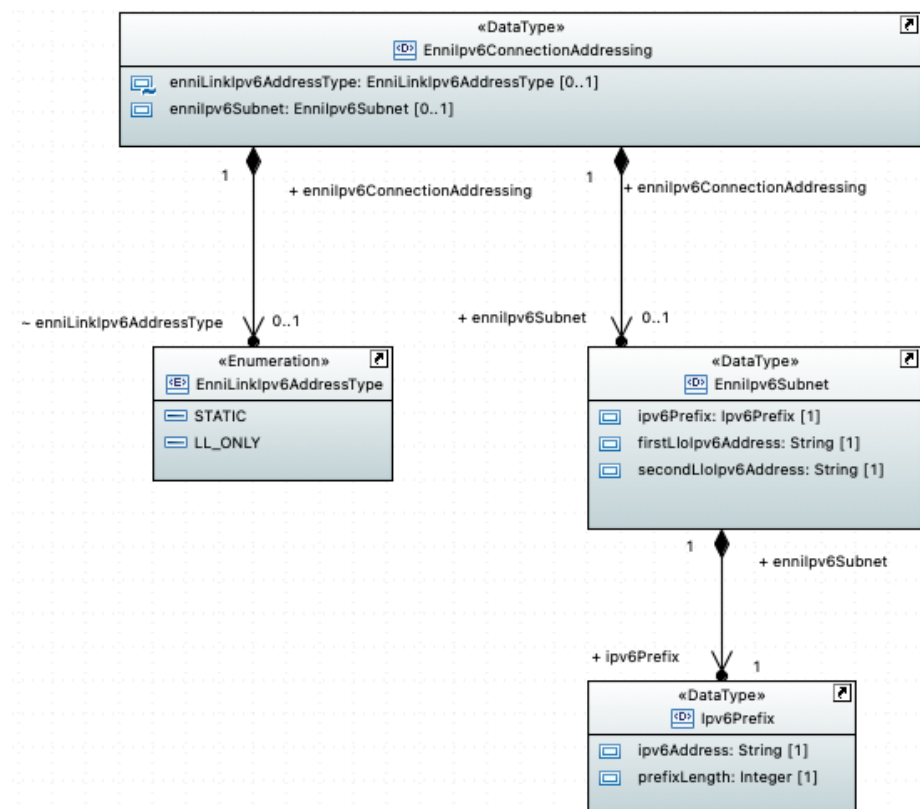 «DataType»
EnniIpv6ConnectionAddressing
enniLinkIpv6AddressType: EnniLinkIpv6AddressType [0..1]
enniIpv6Subnet: EnniIpv6Subnet [0..1]
1
+ enniIpv6ConnectionAddressing
1
+ enniIpv6ConnectionAddressing
~ enniLinkIpv6AddressType
0..1
+ enniIpv6Subnet
0..1
«Enumeration»
EnniLinkIpv6AddressType
STATIC
LL_ONLY
«DataType»
EnniIpv6Subnet
ipv6Prefix: Ipv6Prefix [1]
firstLloIpv6Address: String [1]
secondLloIpv6Address: String [1]
1
+ enniIpv6Subnet
+ ipv6Prefix
1
«DataType»
Ipv6Prefix
ipv6Address: String [1]
prefixLength: Integer [1]